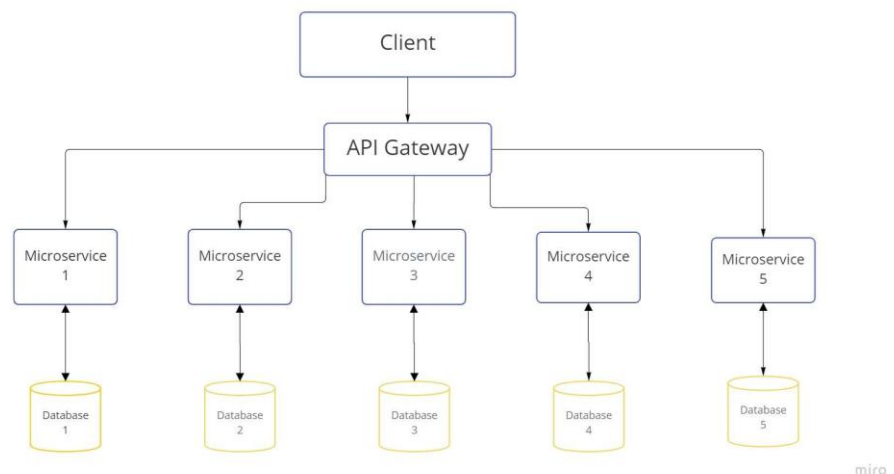 Client
API Gateway
Microservice
1
Microservice
2
Microservice
3
Microservice
4
Microservice
5
Database
1
Database
2
Database
3
Database
4
Database
5
miro